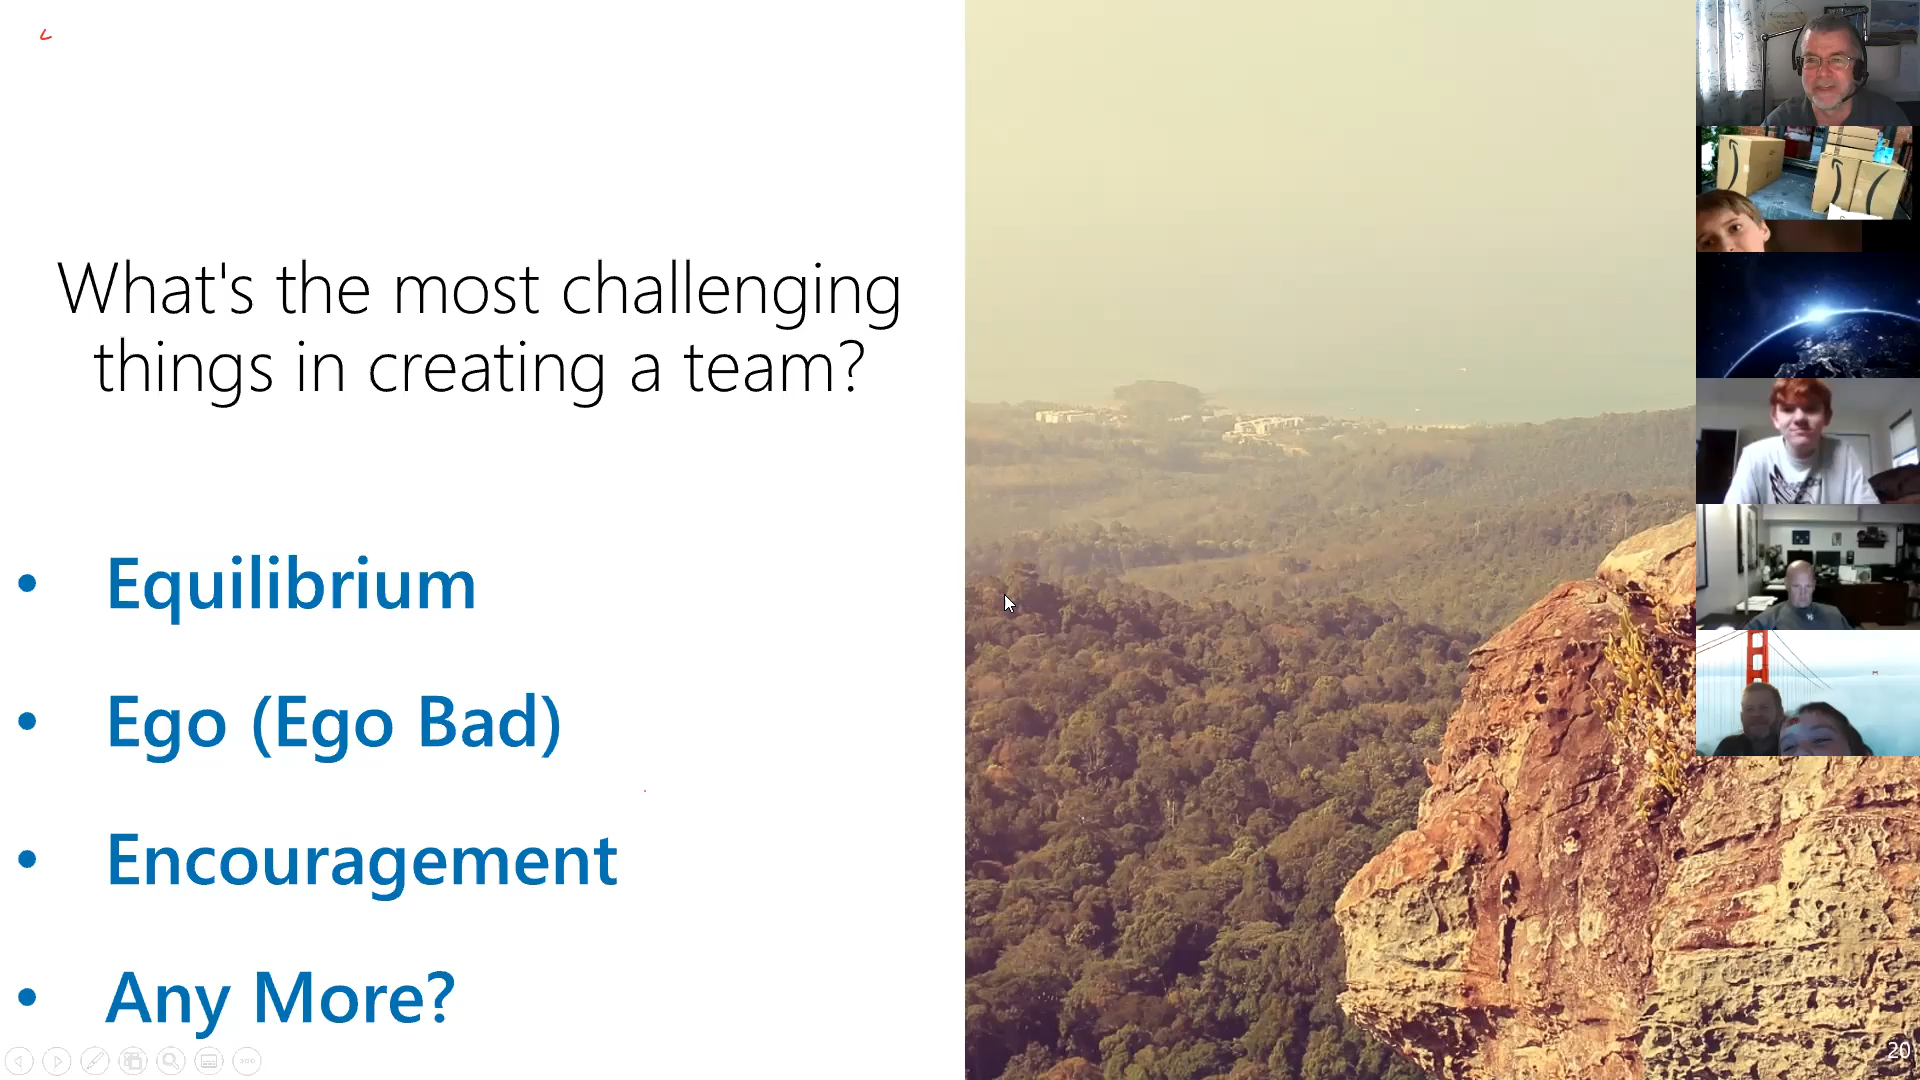 What's the most challenging
things in creating a team?
• Equilibrium
• Ego (Ego Bad)
• Encouragement
• Any More?
20